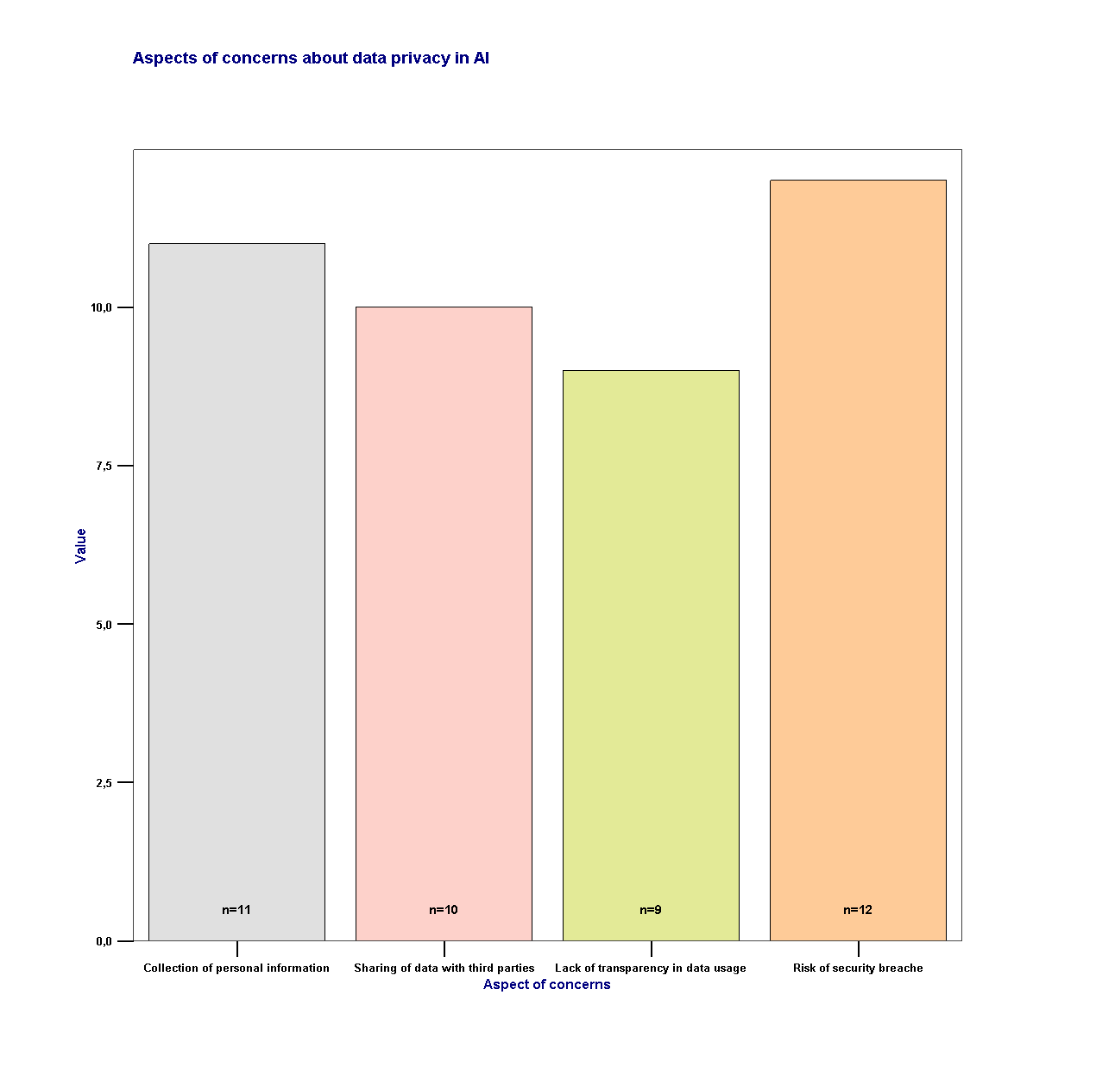 Aspects of concerns about data privacy in AI
10,0
7,5
5,0
2,5
0,0
Value
n=11 n=10 n=9 n=12
Collection of personal information Sharing of data with third parties Lack of transparency in data usage Risk of security breache
Aspect of concerns